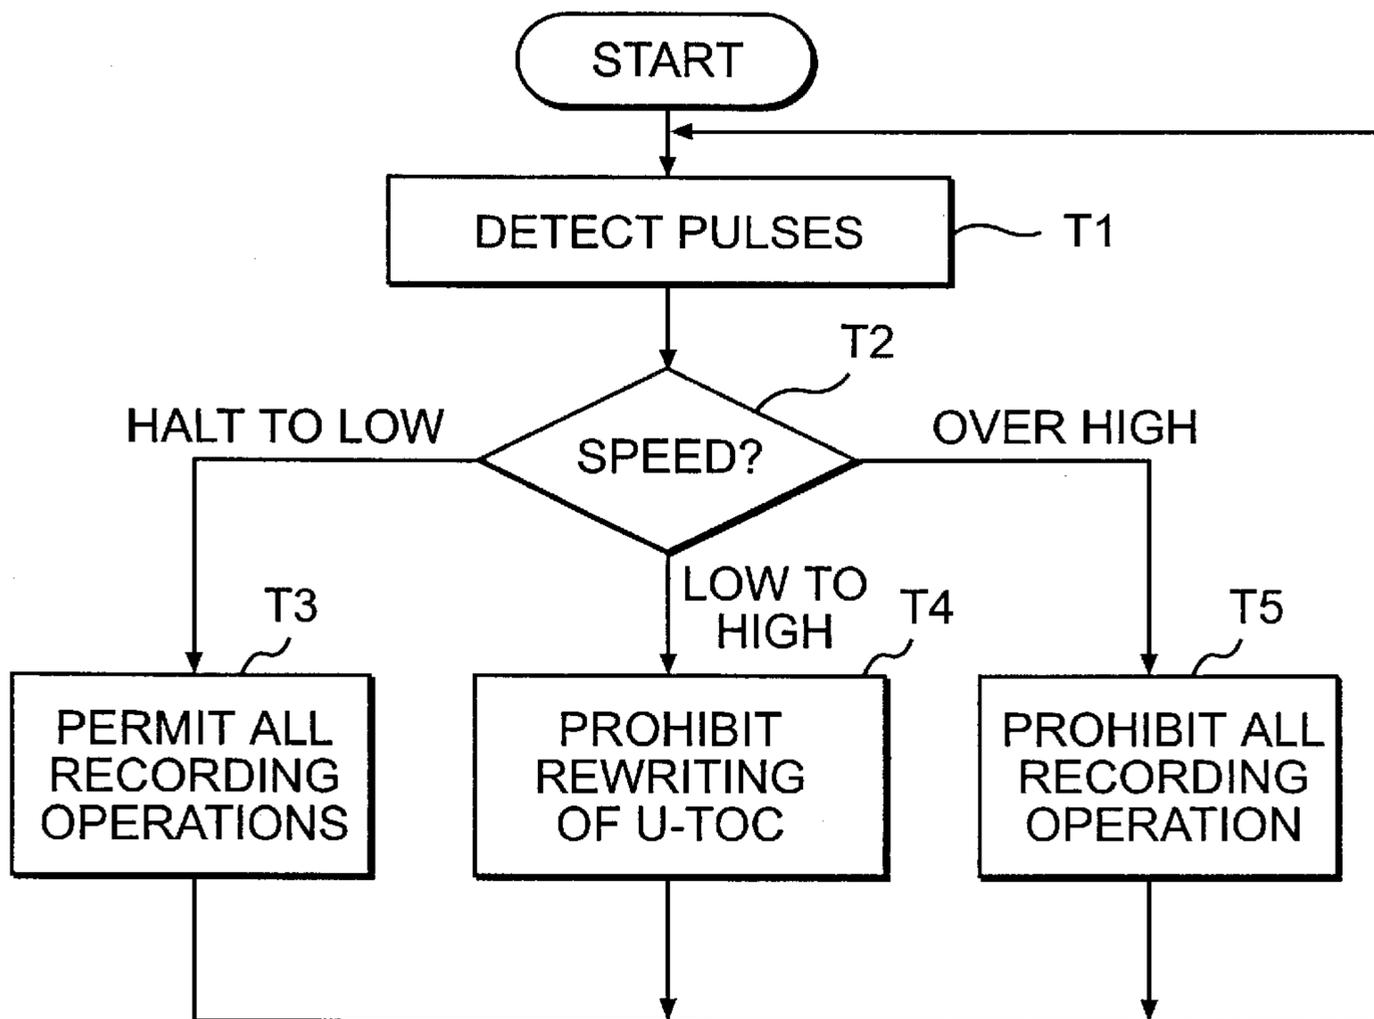 START
DETECT PULSES
T1
T2
HALT TO LOW
SPEED?
OVER HIGH
LOW TO
HIGH
T3
T4
T5
PERMIT ALL
RECORDING
OPERATIONS
PROHIBIT
REWRITING
OF U-TOC
PROHIBIT ALL
RECORDING
OPERATION